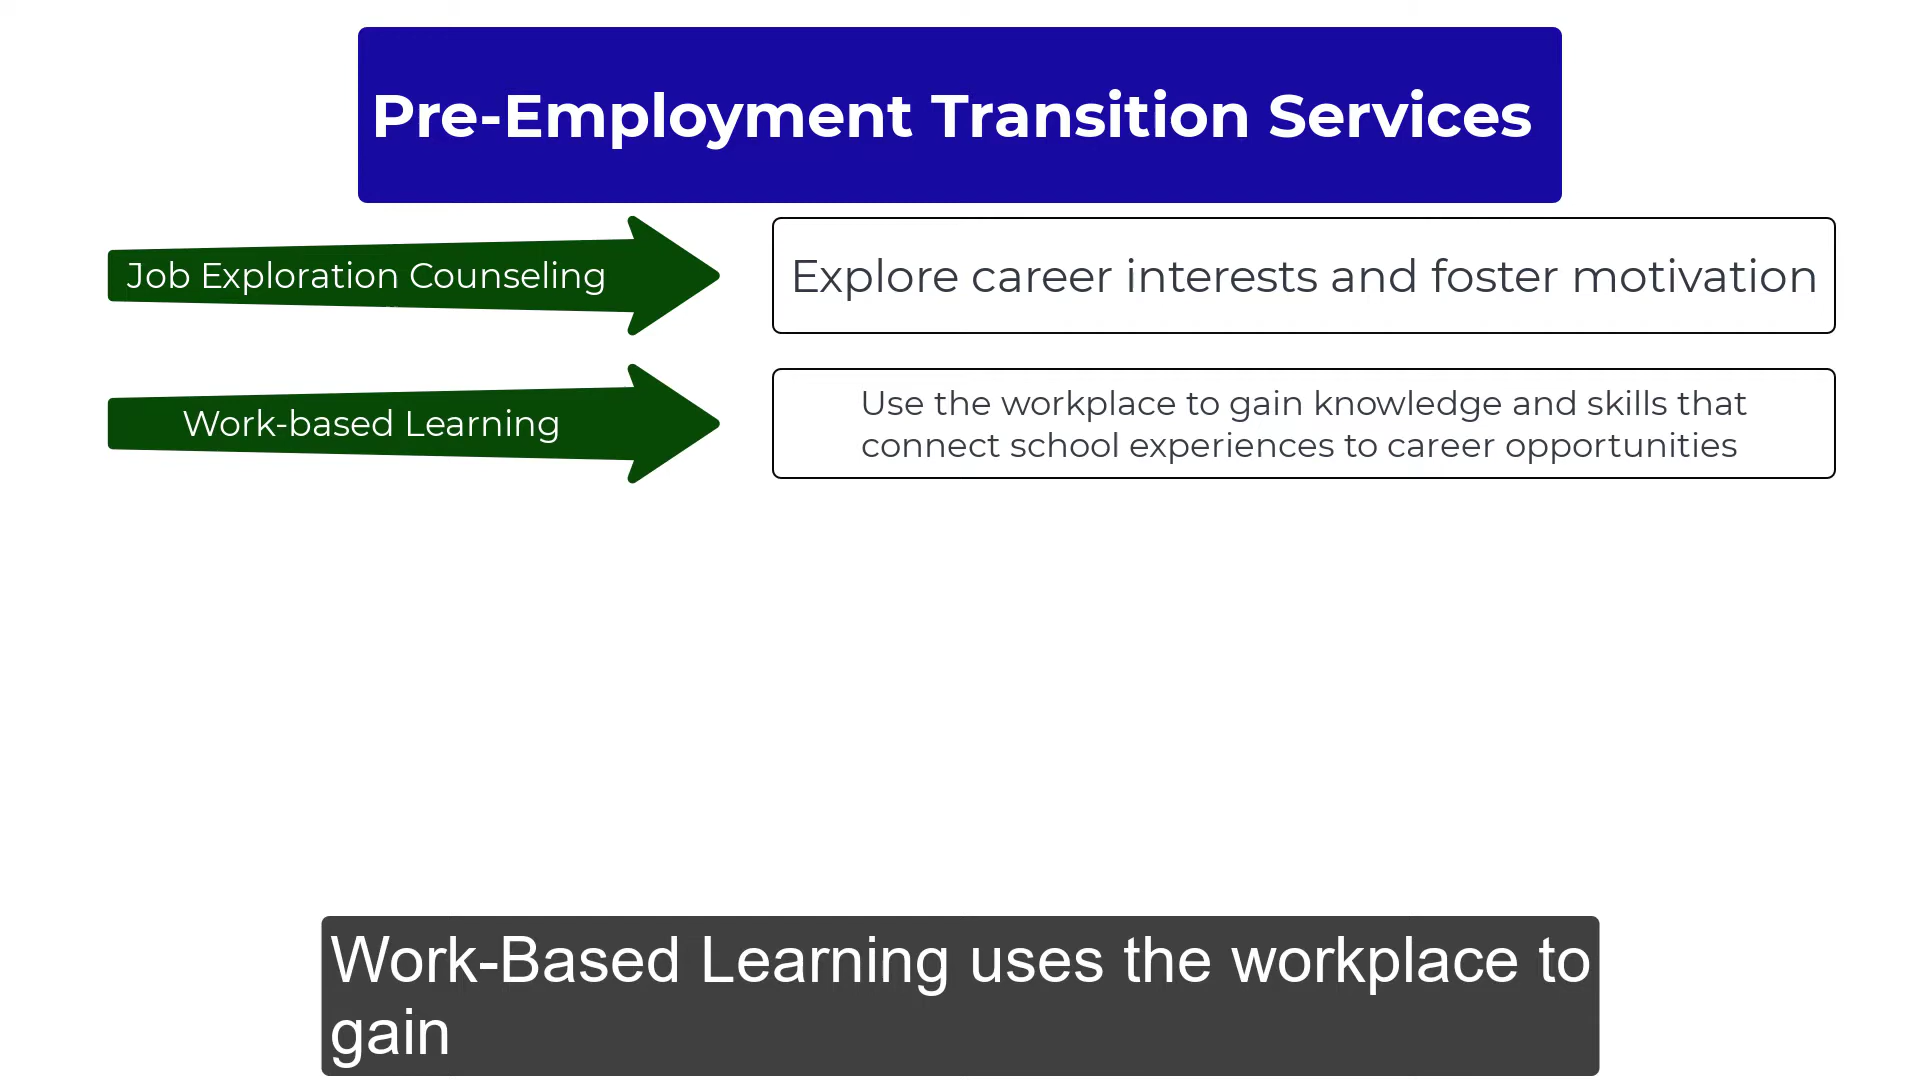 Pre-Employment Transition Services
Job Exploration Counseling
Explore career interests and foster motivation
Work-based Learning
Use the workplace to gain knowledge and skills that
connect school experiences to career opportunities
Work-Based Learning uses the workplace to
gain